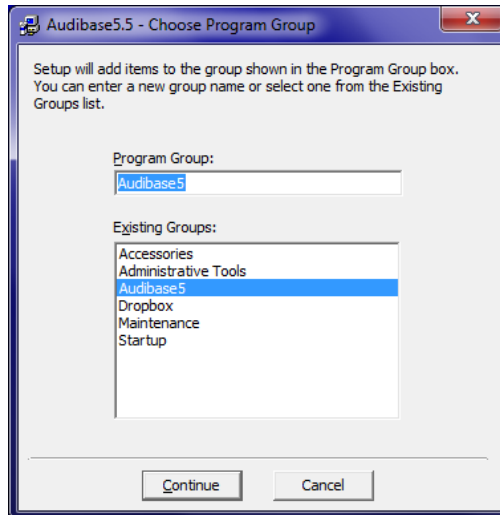 Audibase5.5 - Choose Program Group
Setup will add items to the group shown in the Program Group box.
You can enter a new group name or select one from the Existing
Groups list.
Program Group:
Audibase5
Existing Groups:
Accessories
Administrative Tools
Audibase5
Dropbox
Maintenance
Startup
Continue
Cancel